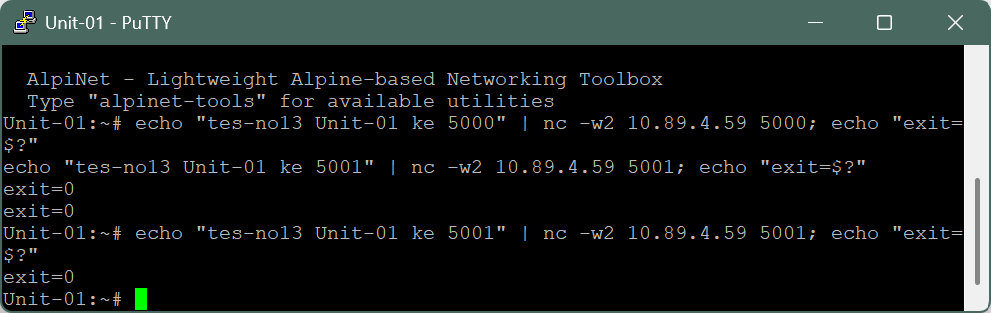 Unit-01 - PuTTY
AlpiNet - Lightweight Alpine-based Networking Toolbox
Type "alpinet-tools" for available utilities
Unit-01:~# echo "tes-no13 Unit-01 ke 5000" | nc -w2 10.89.4.59 5000; echo "exit=
$?"
echo "tes-no13 Unit-01 ke 5001" | nc -w2 10.89.4.59 5001; echo "exit=$?"
exit=0
exit=0
Unit-01:~# echo "tes-no13 Unit-01 ke 5001" | nc -w2 10.89.4.59 5001; echo "exit=
$?"
exit=0
Unit-01:~#